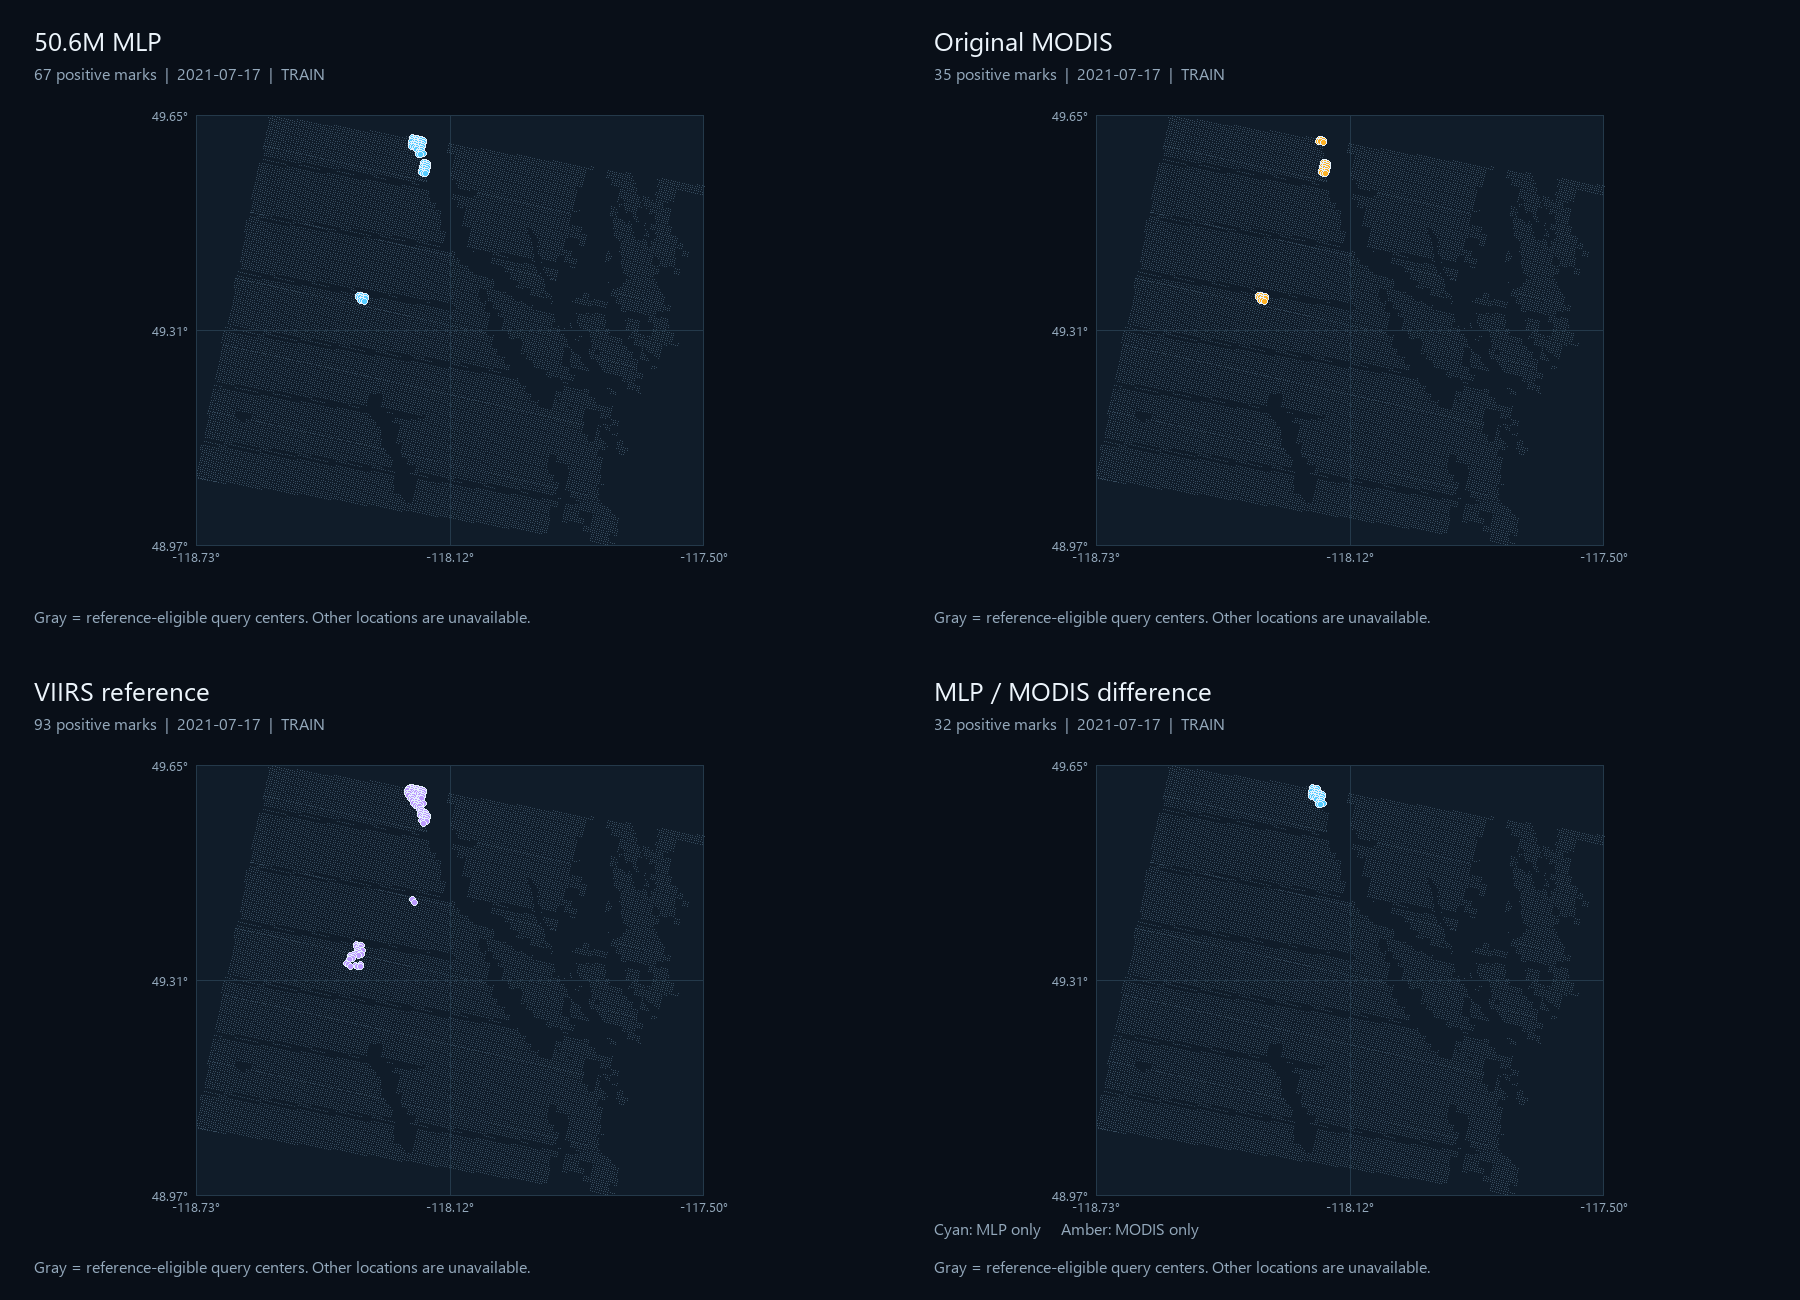 50.6M MLP
67 positive marks | 2021-07-17 | TRAIN
49.65°
49.31°
48.97°
-118.73°
-118.12°
-117.50°
Gray = reference-eligible query centers. Other locations are unavailable.
Original MODIS
35 positive marks | 2021-07-17 | TRAIN
49.65°
49.31°
48.97°
-118.73°
-118.12°
-117.50°
Gray = reference-eligible query centers. Other locations are unavailable.
VIIRS reference
93 positive marks | 2021-07-17 | TRAIN
49.65°
49.31°
48.97°
-118.73°
-118.12°
-117.50°
Gray = reference-eligible query centers. Other locations are unavailable.
MLP / MODIS difference
32 positive marks | 2021-07-17 | TRAIN
49.65°
49.31°
48.97°
-118.73°
-118.12°
-117.50°
Cyan: MLP only Amber: MODIS only
Gray = reference-eligible query centers. Other locations are unavailable.